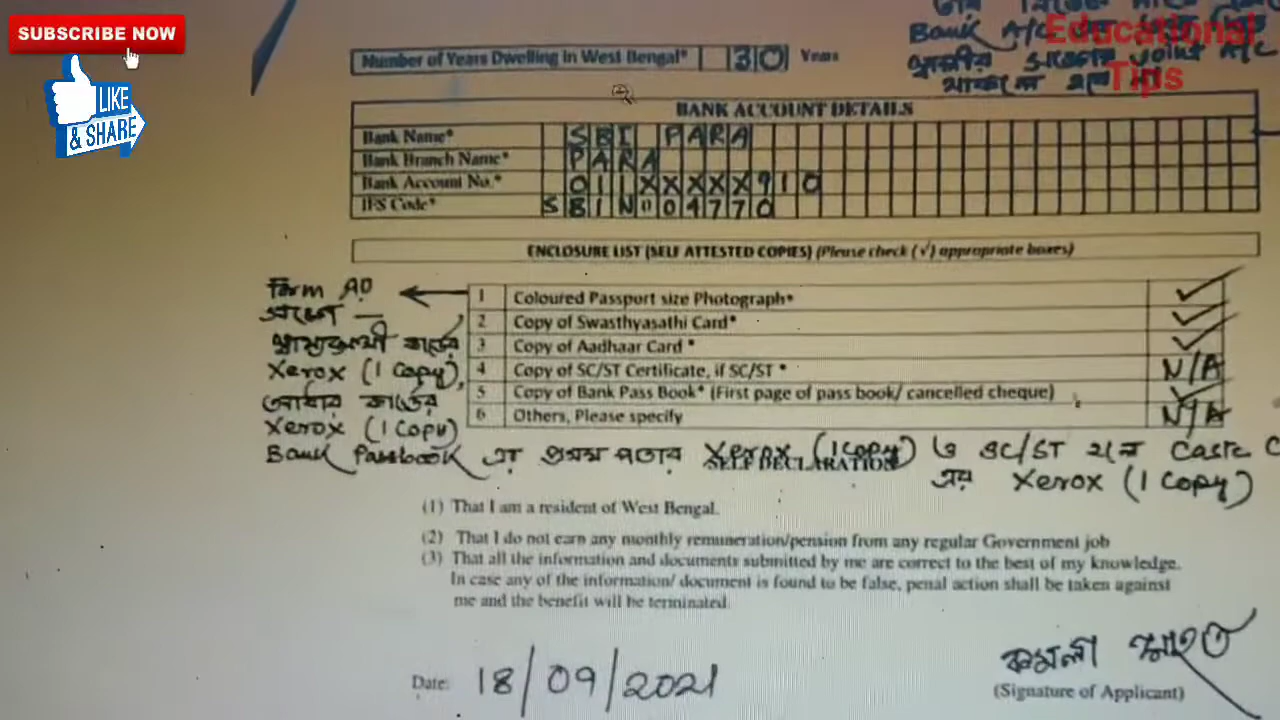 SUBSCRIBE NOW
LIKE
& SHARE
Educational
Tips
Bank A/C
Joint A/C
Number of Years Dwelling in West Bengal* 30 Years
BANK ACCOUNT DETAILS
Bank Name* SBI PARA
Bank Branch Name* PARA
Bank Account No.* 011XXXXX910
IFS Code* SBIN0004770
ENCLOSURE LIST (SELF ATTESTED COPIES) (Please check (√) appropriate boxes)
1 Coloured Passport size Photograph* ✓
2 Copy of Swasthyasathi Card* ✓
3 Copy of Aadhaar Card * ✓
4 Copy of SC/ST Certificate, if SC/ST * N/A
5 Copy of Bank Pass Book* (First page of pass book/ cancelled cheque) ✓
6 Others, Please specify N/A
Form
স্বাস্থ্যসাথী কার্ডের
Xerox (1 Copy),
আধার কার্ডের
Xerox (1 Copy)
Bank Passbook এর প্রথম পাতার Xerox (1 Copy) ও SC/ST হলে Caste C
এর Xerox (1 Copy)
SELF DECLARATION
(1) That I am a resident of West Bengal.
(2) That I do not earn any monthly remuneration/pension from any regular Government job
(3) That all the information and documents submitted by me are correct to the best of my knowledge.
In case any of the information/ document is found to be false, penal action shall be taken against
me and the benefit will be terminated.
Date: 18/09/2021
কমলী মাহাত
(Signature of Applicant)